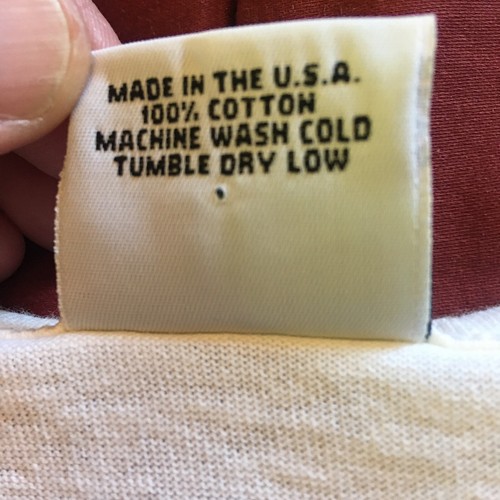 MADE IN THE U.S.A.
100% COTTON
MACHINE WASH COLD
TUMBLE DRY LOW